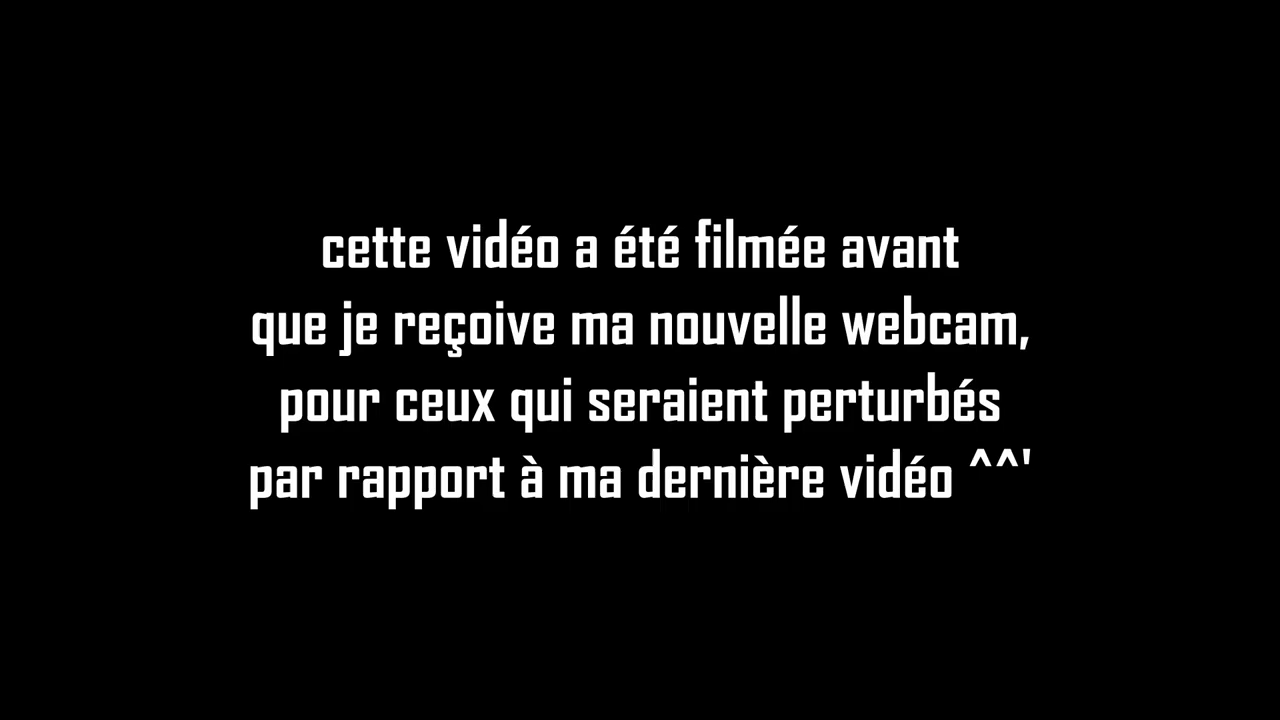 cette vidéo a été filmée avant
que je reçoive ma nouvelle webcam,
pour ceux qui seraient perturbés
par rapport à ma dernière vidéo ^^'